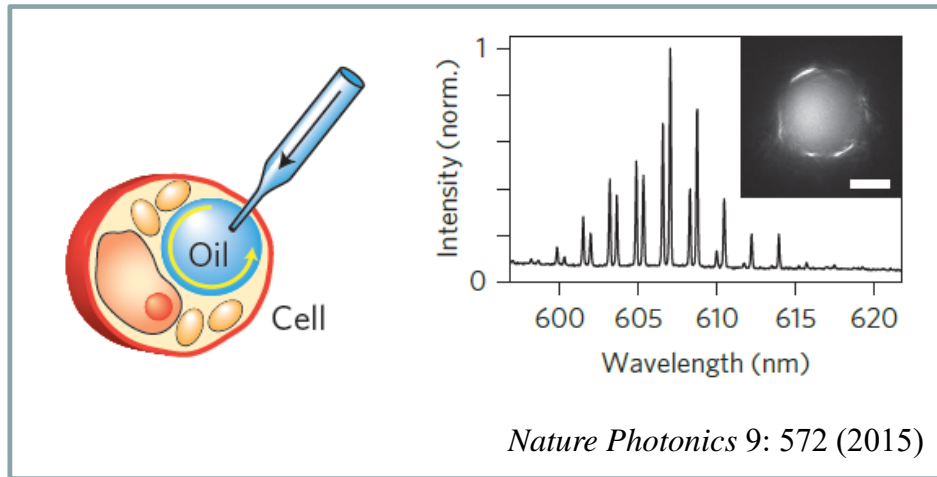 Oil
Cell
Intensity (norm.)
1
0
600 605 610 615 620
Wavelength (nm)
Nature Photonics 9: 572 (2015)